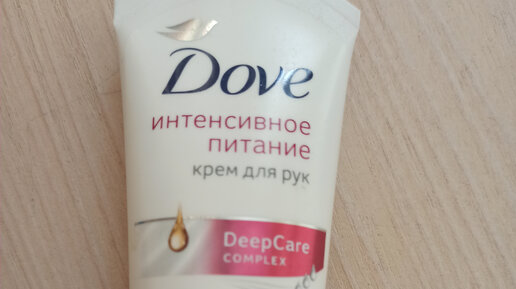 Dove
ИНТЕНСИВНОЕ
ПИТАНИЕ
крем для рук
DeepCare
COMPLEX